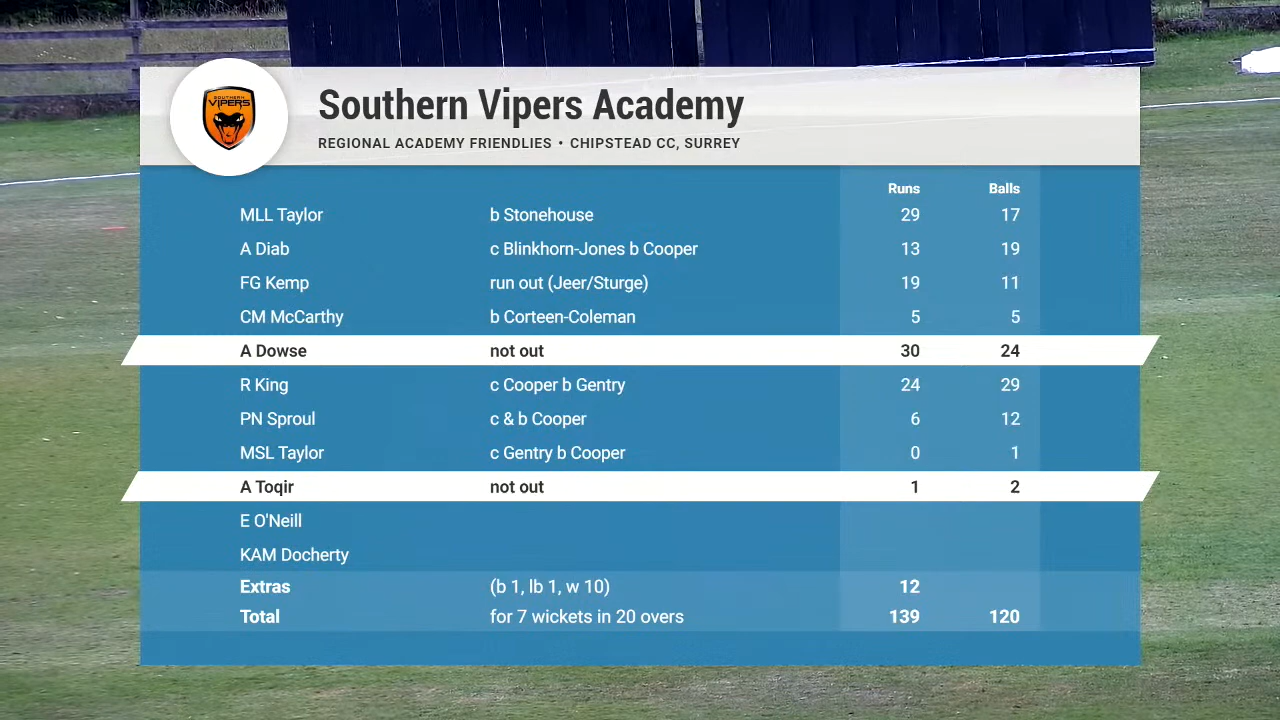 SOUTHERN
VIPERS
Southern Vipers Academy
REGIONAL ACADEMY FRIENDLIES • CHIPSTEAD CC, SURREY
Runs Balls
MLL Taylor b Stonehouse 29 17
A Diab c Blinkhorn-Jones b Cooper 13 19
FG Kemp run out (Jeer/Sturge) 19 11
CM McCarthy b Corteen-Coleman 5 5
A Dowse not out 30 24
R King c Cooper b Gentry 24 29
PN Sproul c & b Cooper 6 12
MSL Taylor c Gentry b Cooper 0 1
A Toqir not out 1 2
E O'Neill
KAM Docherty
Extras (b 1, lb 1, w 10) 12
Total for 7 wickets in 20 overs 139 120